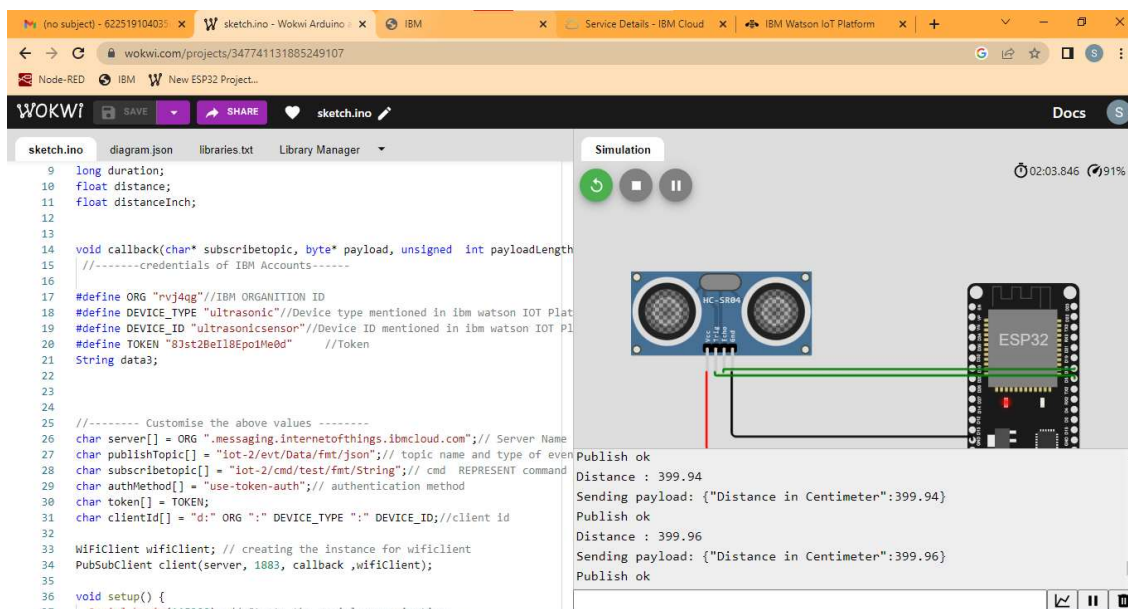 (no subject) - 62251910403
sketch.ino - Wokwi Arduino
IBM
Service Details - IBM Cloud
IBM Watson IoT Platform
wokwi.com/projects/347741131885249107
S
Node-RED
IBM
New ESP32 Project...
WOKWI
SAVE
SHARE
sketch.ino
Docs
S
sketch.ino
diagram.json
libraries.txt
Library Manager
9 long duration;
10 float distance;
11 float distanceInch;
12
13
14 void callback(char* subscribetopic, byte* payload, unsigned int payloadLength
15 //-------credentials of IBM Accounts------
16
17 #define ORG "rvj4qg"//IBM ORGANITION ID
18 #define DEVICE_TYPE "ultrasonic"//Device type mentioned in ibm watson IOT Plat
19 #define DEVICE_ID "ultrasonicsensor"//Device ID mentioned in ibm watson IOT Pl
20 #define TOKEN "8Jst2BeIl8Epo1Me0d" //Token
21 String data3;
22
23
24
25 //-------- Customise the above values --------
26 char server[] = ORG ".messaging.internetofthings.ibmcloud.com";// Server Name
27 char publishTopic[] = "iot-2/evt/Data/fmt/json";// topic name and type of even
28 char subscribetopic[] = "iot-2/cmd/test/fmt/String";// cmd REPRESENT command
29 char authMethod[] = "use-token-auth";// authentication method
30 char token[] = TOKEN;
31 char clientId[] = "d:" ORG ":" DEVICE_TYPE ":" DEVICE_ID;//client id
32
33 WiFiClient wifiClient; // creating the instance for wificlient
34 PubSubClient client(server, 1883, callback ,wifiClient);
35
36 void setup() {
Simulation
02:03.846
91%
HC-SR04
Vcc
Trig
Echo
Gnd
ESP32
Publish ok
Distance : 399.94
Sending payload: {"Distance in Centimeter":399.94}
Publish ok
Distance : 399.96
Sending payload: {"Distance in Centimeter":399.96}
Publish ok